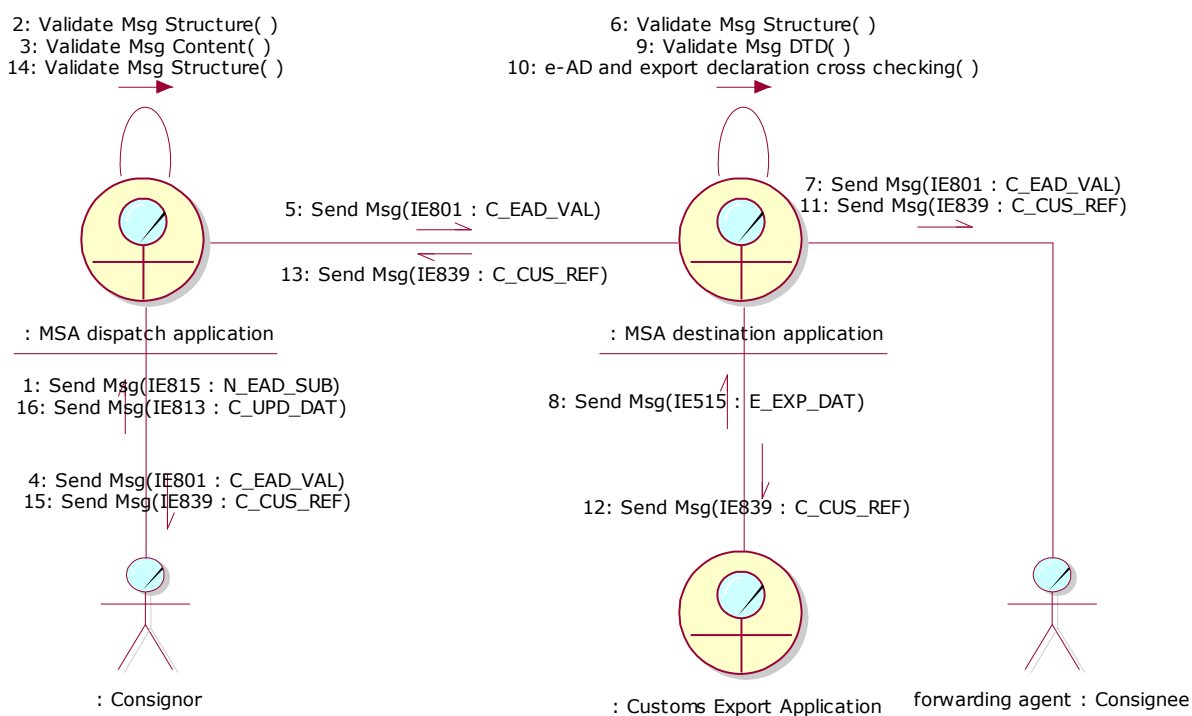 2: Validate Msg Structure( )
3: Validate Msg Content( )
14: Validate Msg Structure( )
6: Validate Msg Structure( )
9: Validate Msg DTD( )
10: e-AD and export declaration cross checking( )
7: Send Msg(IE801 : C_EAD_VAL)
11: Send Msg(IE839 : C_CUS_REF)
5: Send Msg(IE801 : C_EAD_VAL)
13: Send Msg(IE839 : C_CUS_REF)
: MSA dispatch application
: MSA destination application
1: Send Msg(IE815 : N_EAD_SUB)
16: Send Msg(IE813 : C_UPD_DAT)
8: Send Msg(IE515 : E_EXP_DAT)
4: Send Msg(IE801 : C_EAD_VAL)
15: Send Msg(IE839 : C_CUS_REF)
12: Send Msg(IE839 : C_CUS_REF)
: Consignor
: Customs Export Application
forwarding agent : Consignee